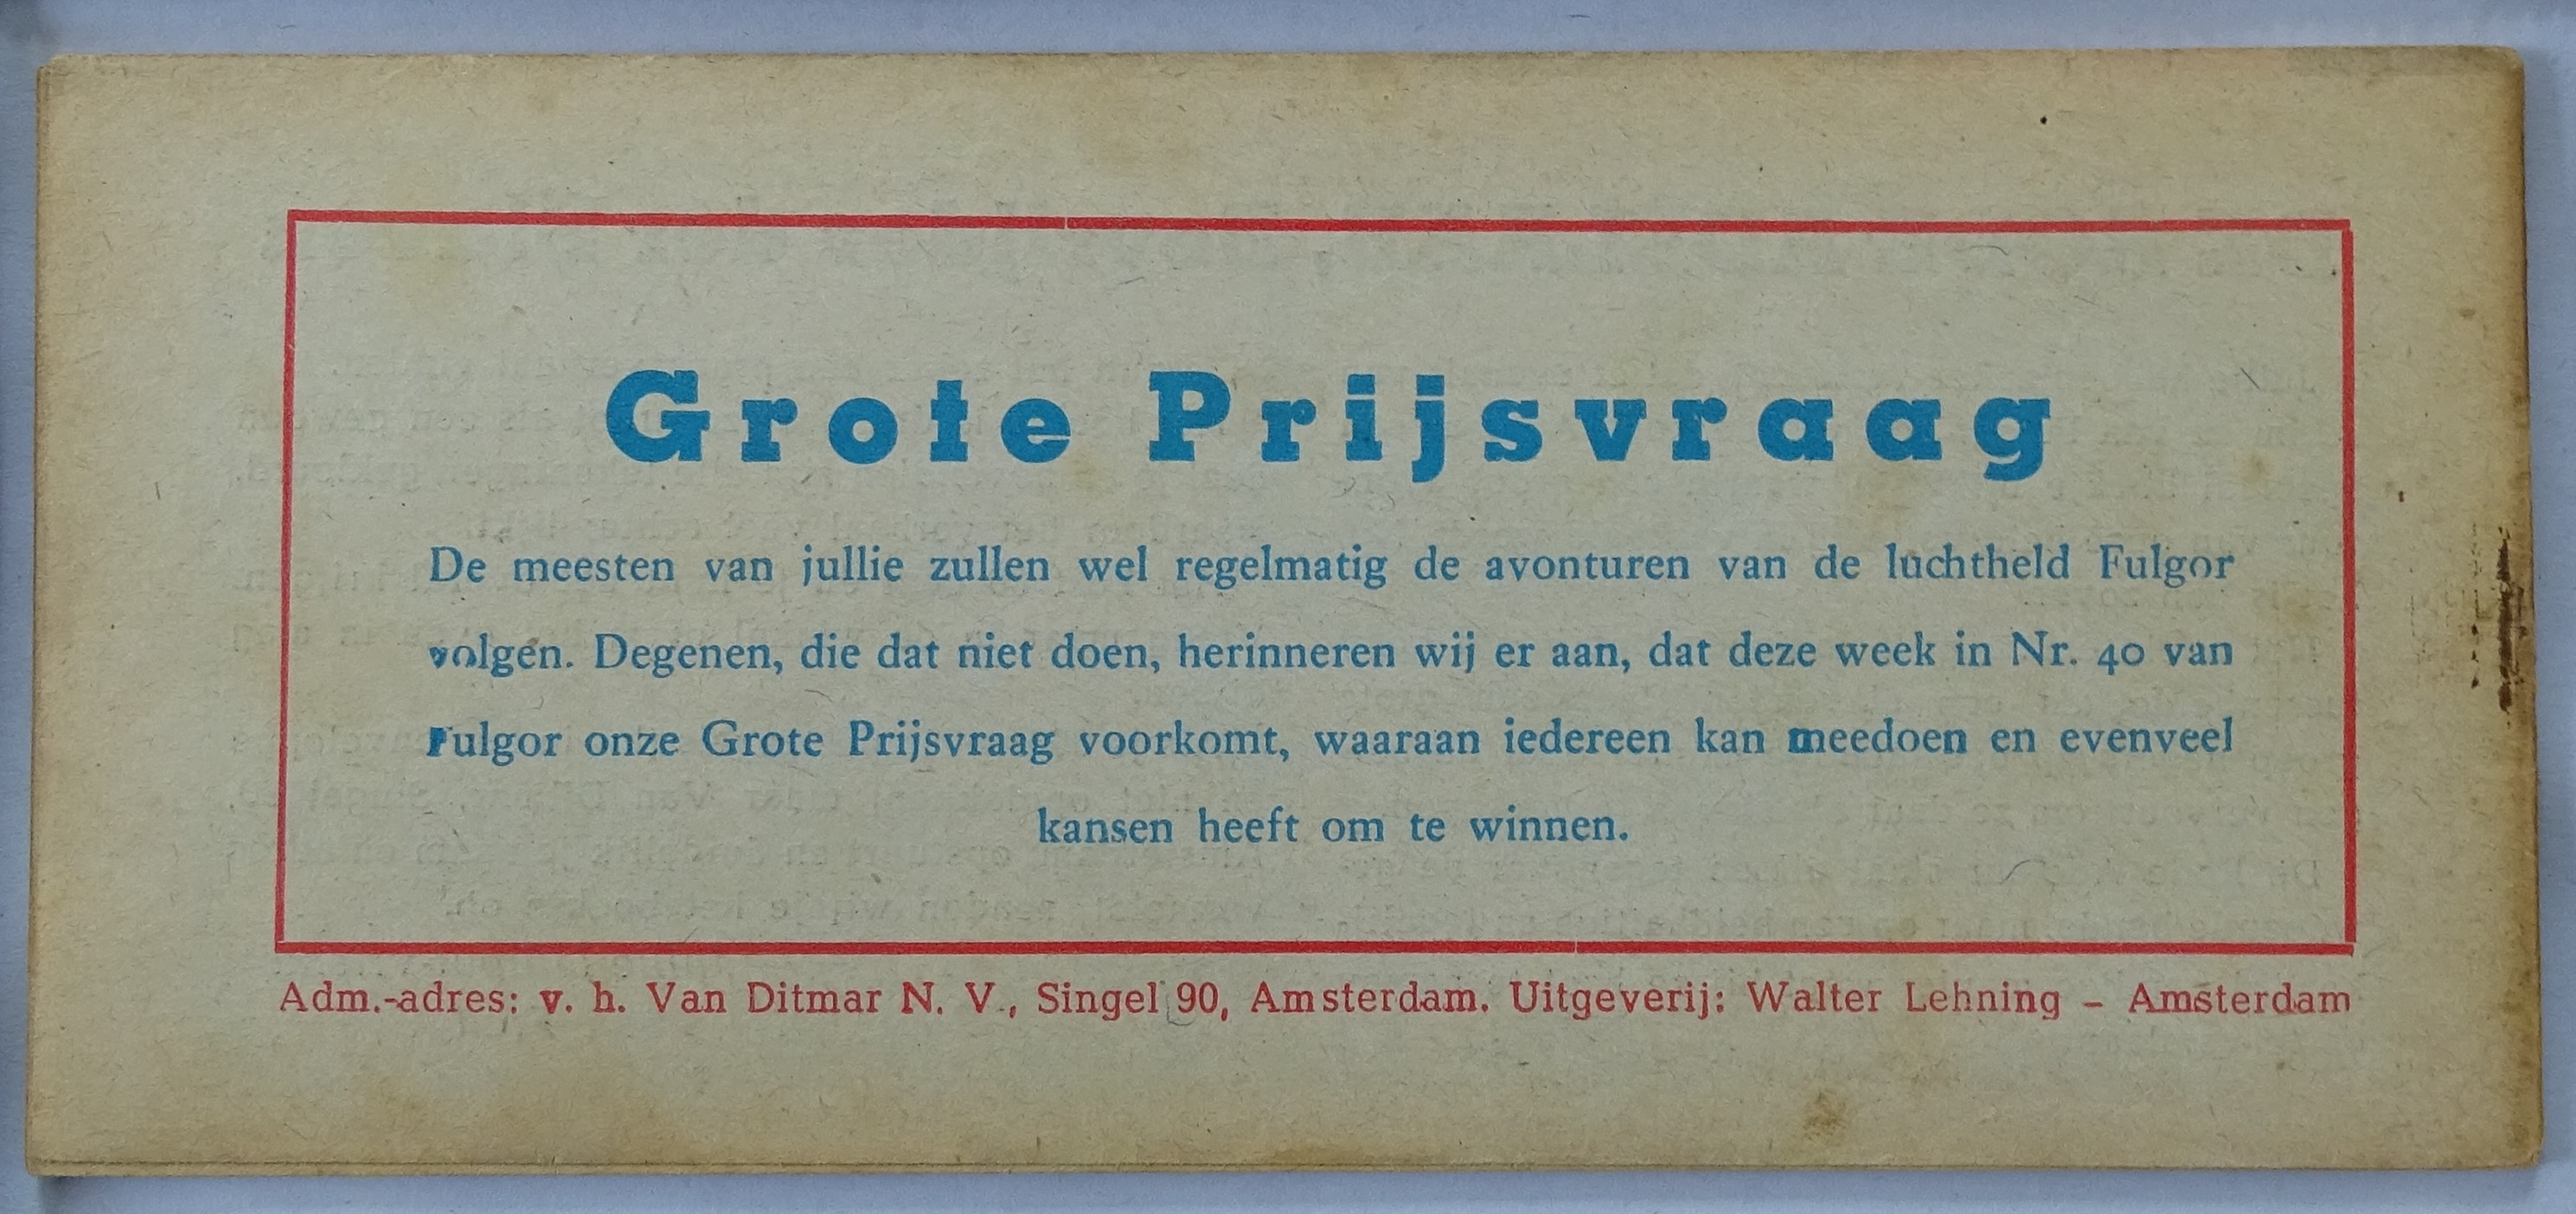 Grote Prijsvraag
De meesten van jullie zullen wel regelmatig de avonturen van de luchtheld Fulgor
volgen. Degenen, die dat niet doen, herinneren wij er aan, dat deze week in Nr. 40 van
Fulgor onze Grote Prijsvraag voorkomt, waaraan iedereen kan meedoen en evenveel
kansen heeft om te winnen.
Adm.-adres: v. h. Van Ditmar N. V., Singel 90, Amsterdam. Uitgeverij: Walter Lehning – Amsterdam